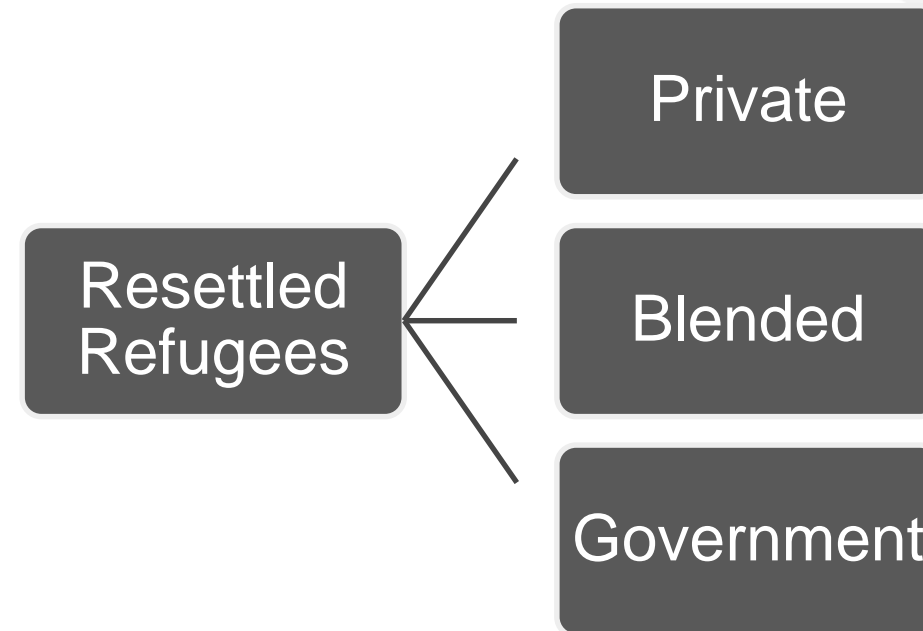 Private
Resettled
Refugees
Blended
Government